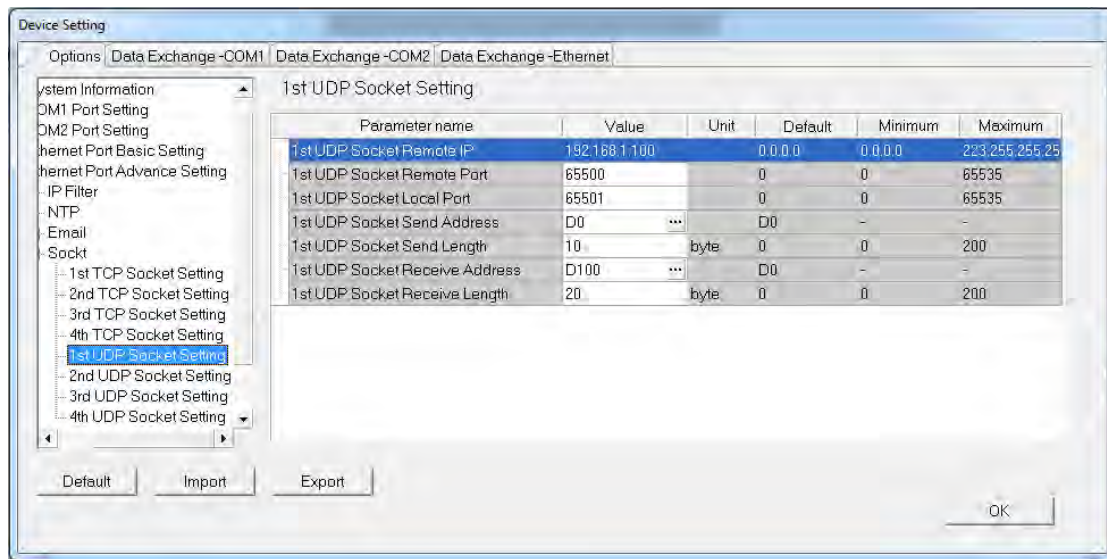 Device Setting
Options Data Exchange -COM1 Data Exchange -COM2 Data Exchange -Ethernet
ystem Information
OM1 Port Setting
OM2 Port Setting
hernet Port Basic Setting
hernet Port Advance Setting
IP Filter
NTP
Email
Sockt
1st TCP Socket Setting
2nd TCP Socket Setting
3rd TCP Socket Setting
4th TCP Socket Setting
1st UDP Socket Setting
2nd UDP Socket Setting
3rd UDP Socket Setting
4th UDP Socket Setting
1st UDP Socket Setting
Parameter name Value Unit Default Minimum Maximum
1st UDP Socket Remote IP 192.168.1.100 0.0.0.0 0.0.0.0 223.255.255.25
1st UDP Socket Remote Port 65500 0 0 65535
1st UDP Socket Local Port 65501 0 0 65535
1st UDP Socket Send Address D0 ... D0 - -
1st UDP Socket Send Length 10 byte 0 0 200
1st UDP Socket Receive Address D100 ... D0 - -
1st UDP Socket Receive Length 20 byte 0 0 200
Default Import Export
OK